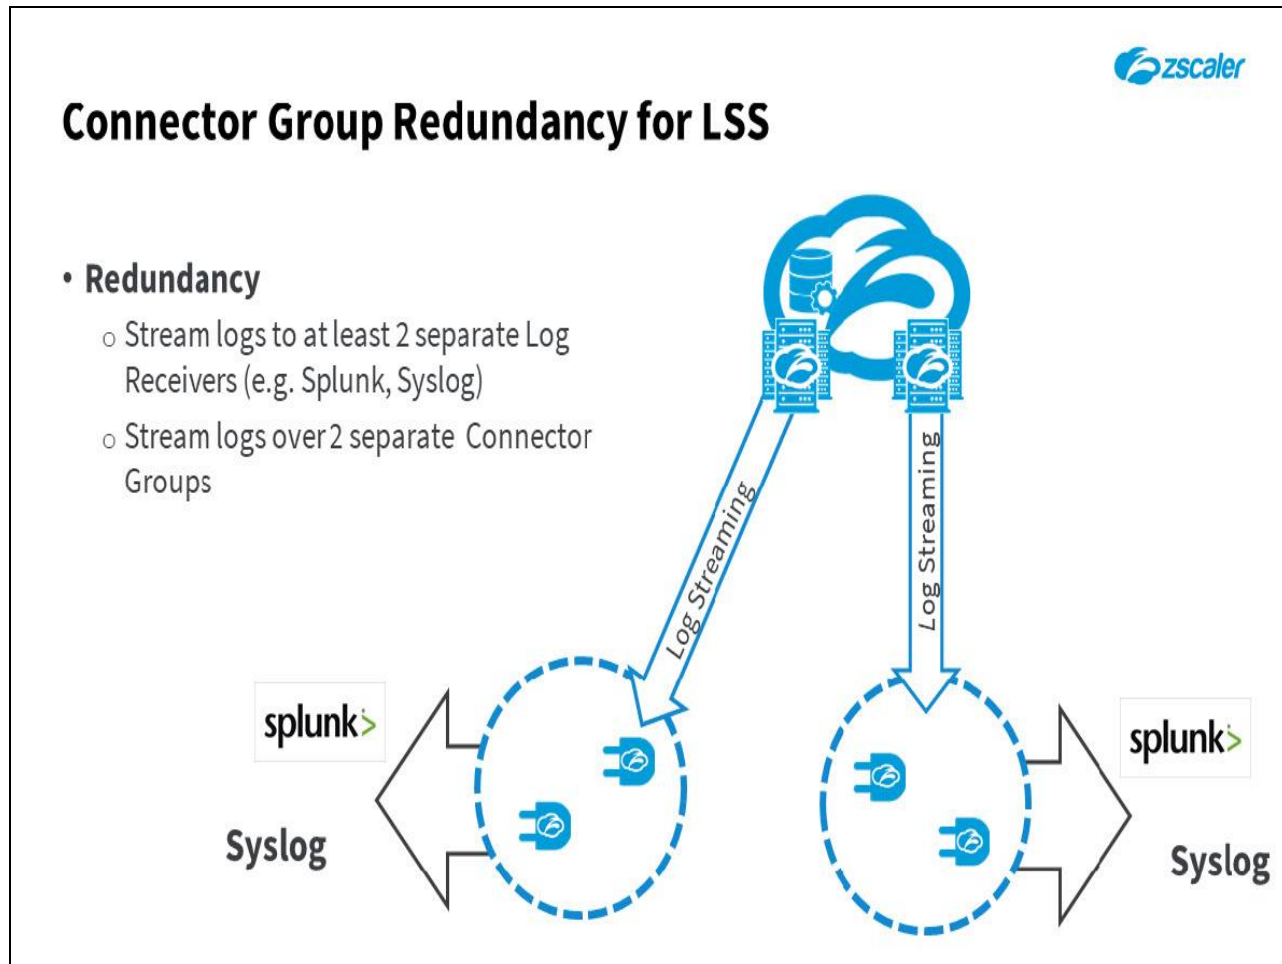 zscaler
Connector Group Redundancy for LSS
• Redundancy
o Stream logs to at least 2 separate Log
Receivers (e.g. Splunk, Syslog)
o Stream logs over 2 separate Connector
Groups
Log Streaming
Log Streaming
splunk>
Syslog
splunk>
Syslog